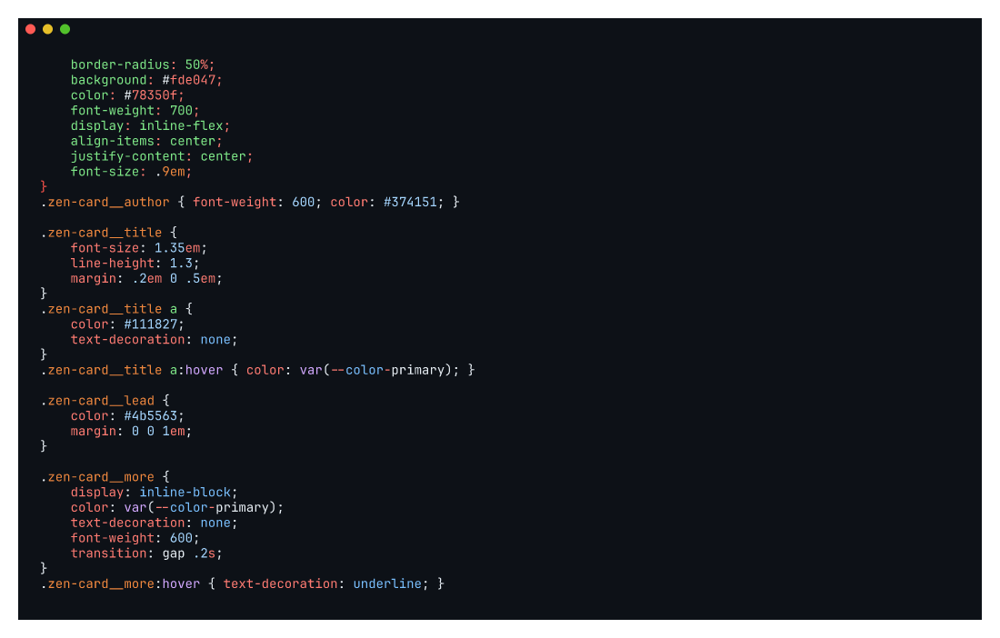 border-radius: 50%;
background: #fde047;
color: #78350f;
font-weight: 700;
display: inline-flex;
align-items: center;
justify-content: center;
font-size: .9em;
}
.zen-card__author { font-weight: 600; color: #374151; }
.zen-card__title {
font-size: 1.35em;
line-height: 1.3;
margin: .2em 0 .5em;
}
.zen-card__title a {
color: #111827;
text-decoration: none;
}
.zen-card__title a:hover { color: var(--color-primary); }
.zen-card__lead {
color: #4b5563;
margin: 0 0 1em;
}
.zen-card__more {
display: inline-block;
color: var(--color-primary);
text-decoration: none;
font-weight: 600;
transition: gap .2s;
}
.zen-card__more:hover { text-decoration: underline; }